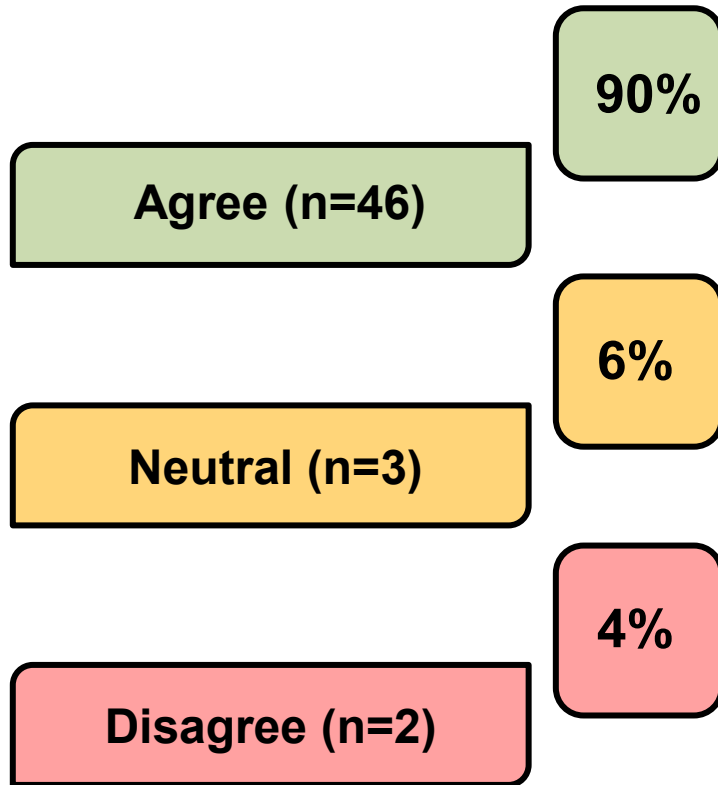 90%
Agree (n=46)
6%
Neutral (n=3)
4%
Disagree (n=2)